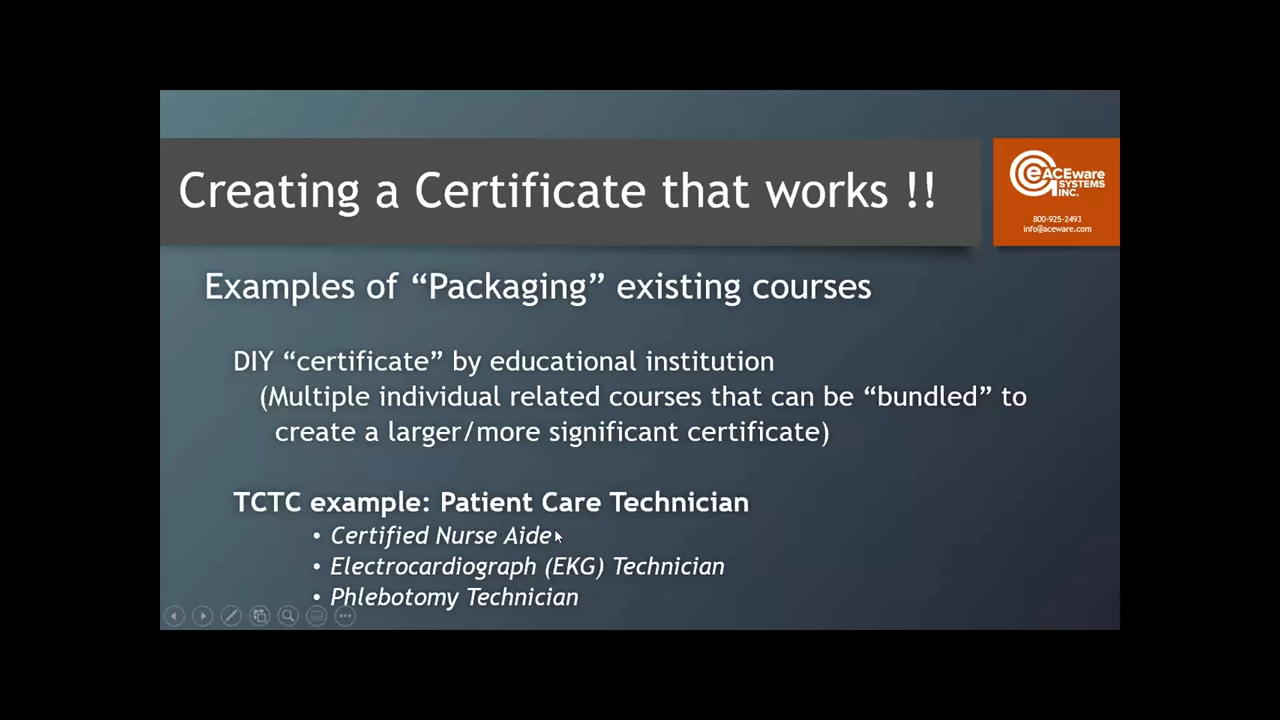 Creating a Certificate that works !!
eACEware
SYSTEMS
INC.
800-925-2493
info@aceware.com
Examples of “Packaging” existing courses
DIY “certificate” by educational institution
(Multiple individual related courses that can be “bundled” to
create a larger/more significant certificate)
TCTC example: Patient Care Technician
• Certified Nurse Aide
• Electrocardiograph (EKG) Technician
• Phlebotomy Technician